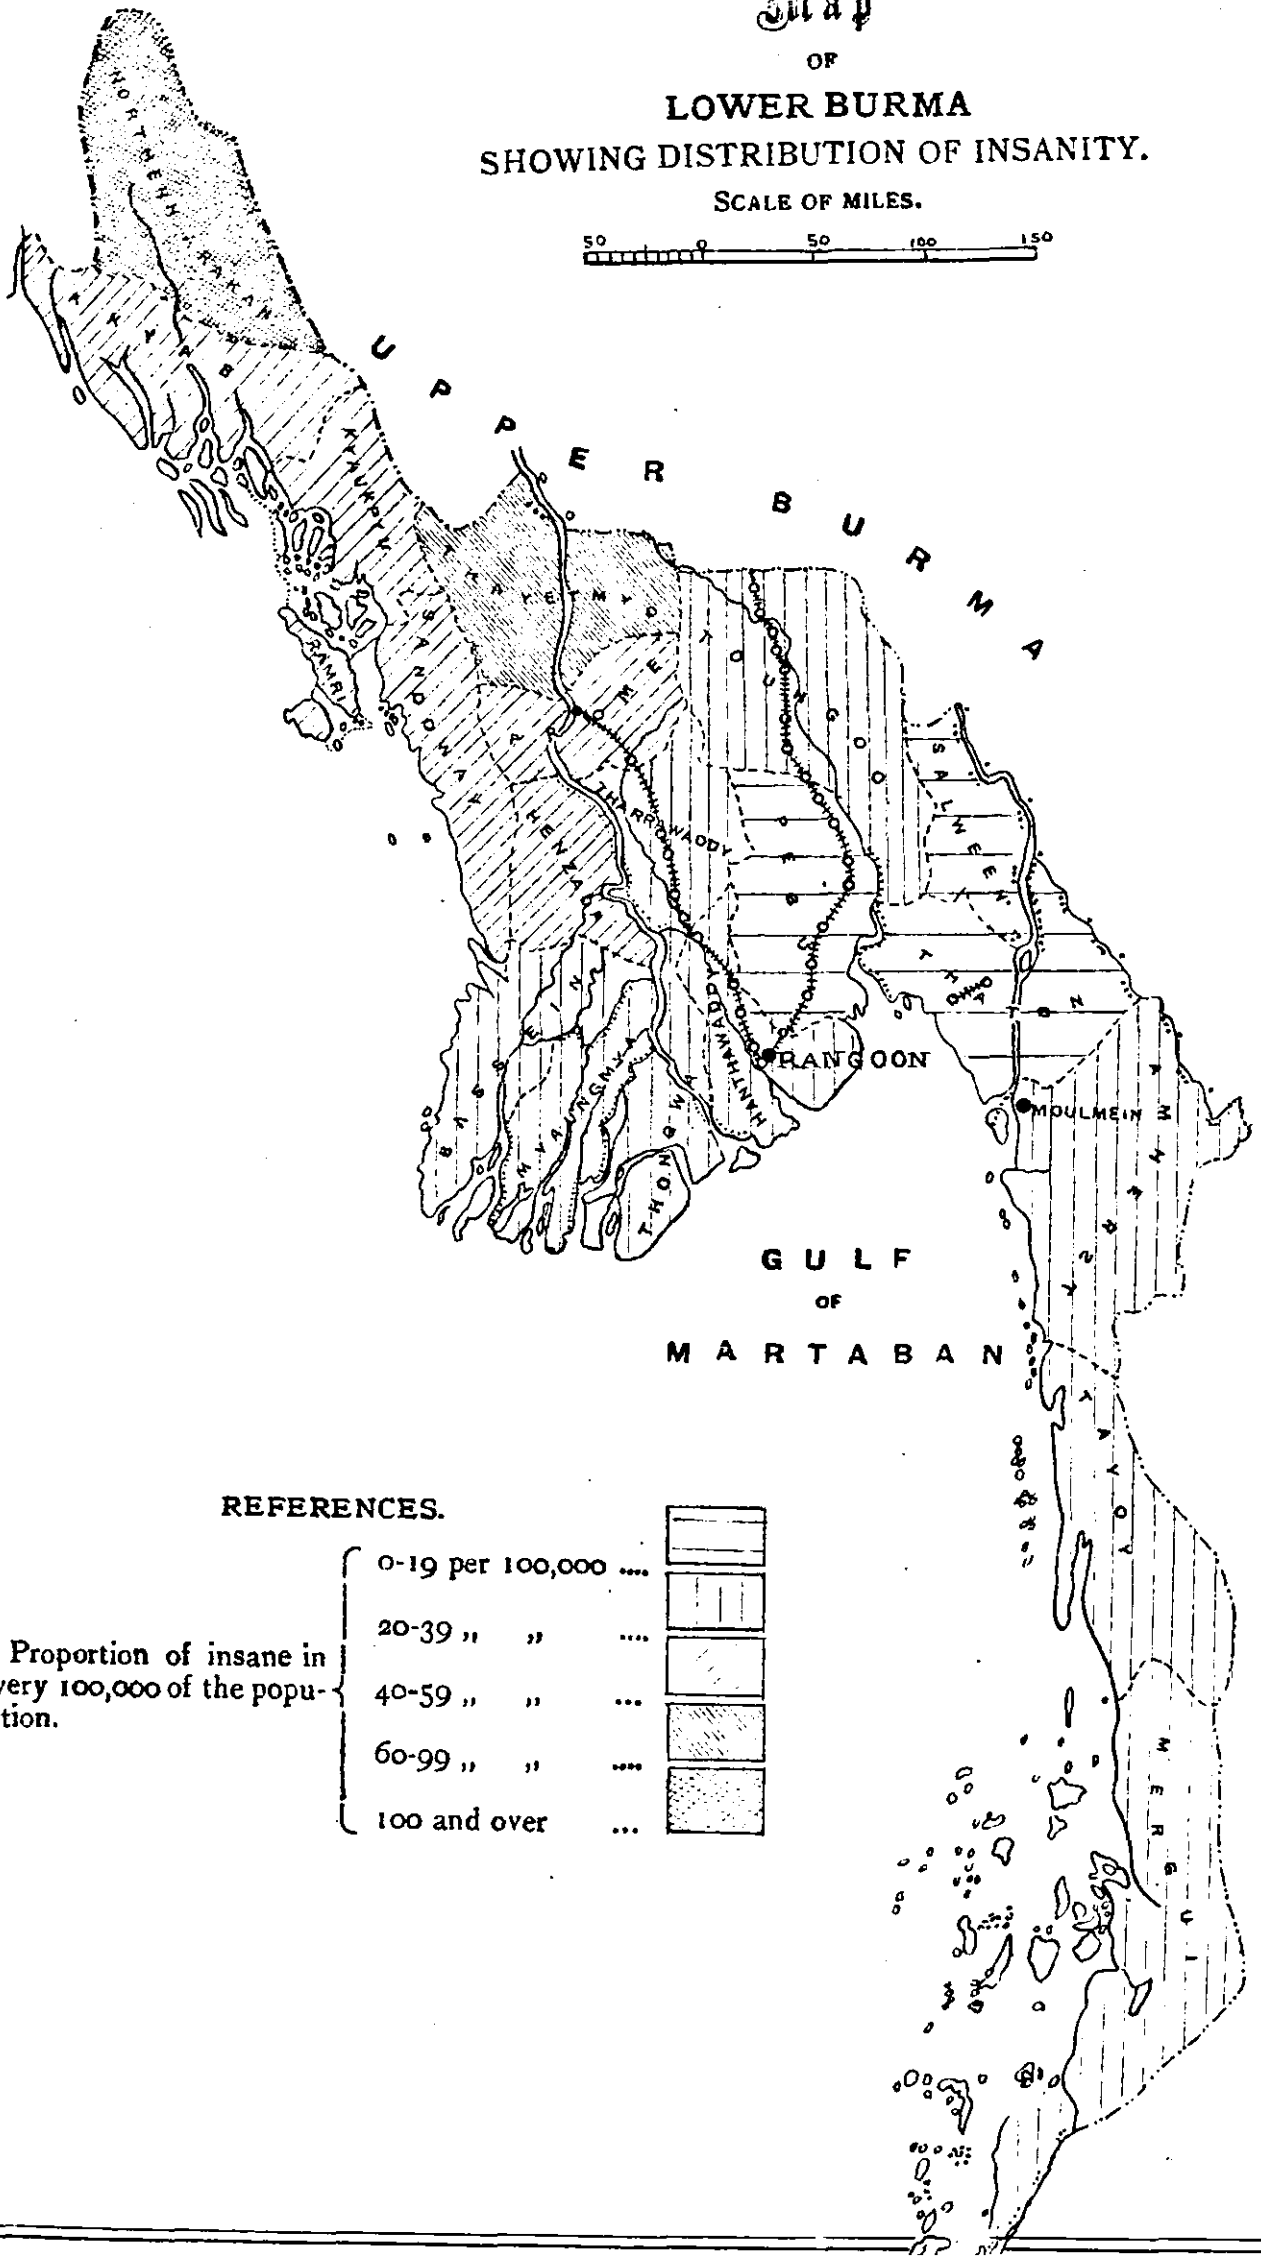 Map
OF
LOWER BURMA
SHOWING DISTRIBUTION OF INSANITY.
SCALE OF MILES.
50 0 50 100 150
NORTHERN ARAKAN
AKYAB
UPPER BURMA
KYAUKPYU
RAMRI
SANDOWAY
THAYETMYO
PROME
TOUNGOO
SALWEEN
HENZADA
THARRAWADDY
PEGU
THATON
BASSEIN
MYAUNGMYA
THONGWA
HANTHAWADDY
RANGOON
MOULMEIN
AMHERST
GULF
OF
MARTABAN
TAVOY
MERGUI
REFERENCES.
0-19 per 100,000 ....
20-39 ,, ,, ....
40-59 ,, ,, ...
60-99 ,, ,, ....
100 and over ...
Proportion of insane in
very 100,000 of the popu-
tion.